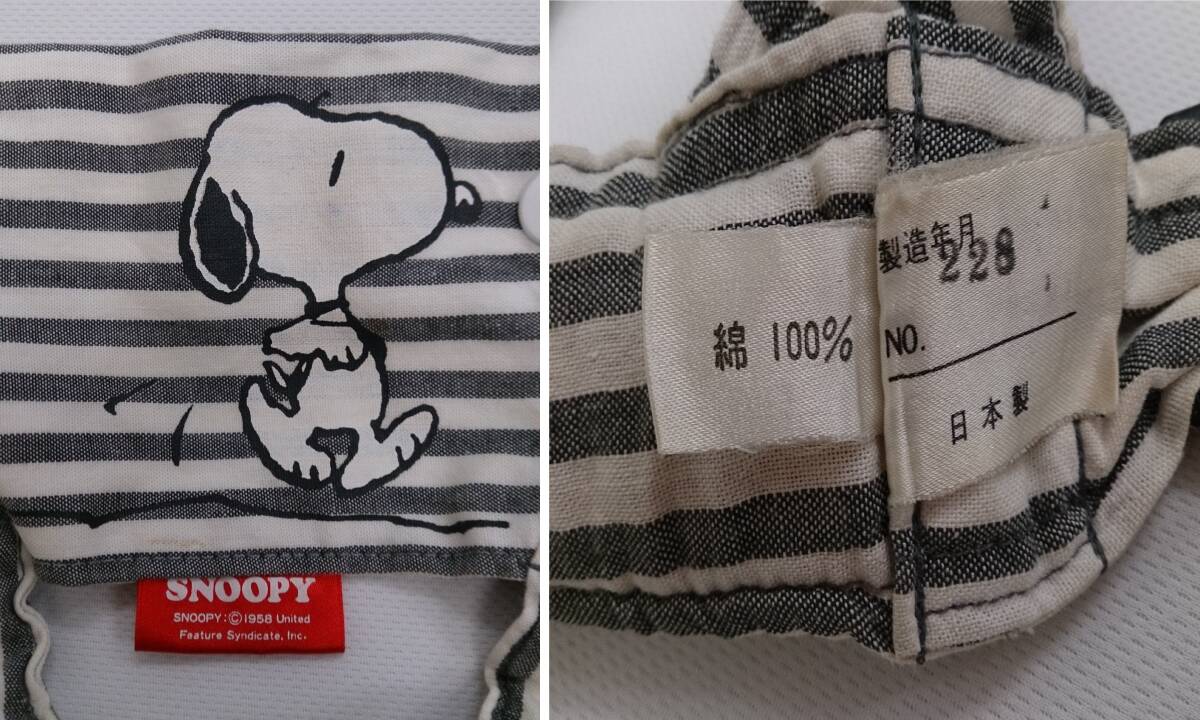 SNOOPY
SNOOPY:©1958 United
Feature Syndicate, Inc.
綿 100%
製造年月
228
NO.
日本製